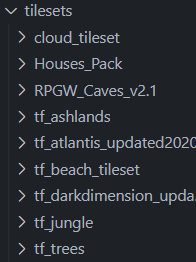 tilesets
cloud_tileset
Houses_Pack
RPGW_Caves_v2.1
tf_ashlands
tf_atlantis_updated2020
tf_beach_tileset
tf_darkdimension_upda...
tf_jungle
tf_trees